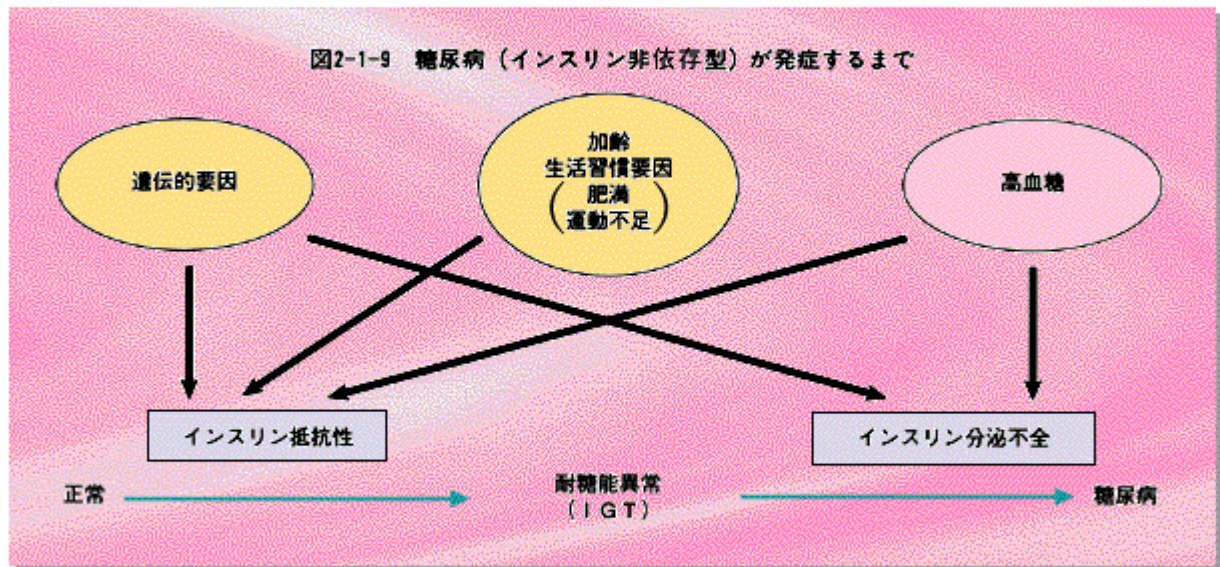 図2-1-9 糖尿病（インスリン非依存型）が発症するまで
遺伝的要因
加齢
生活習慣要因
（肥満
運動不足）
高血糖
インスリン抵抗性
インスリン分泌不全
正常
耐糖能異常
（ＩＧＴ）
糖尿病